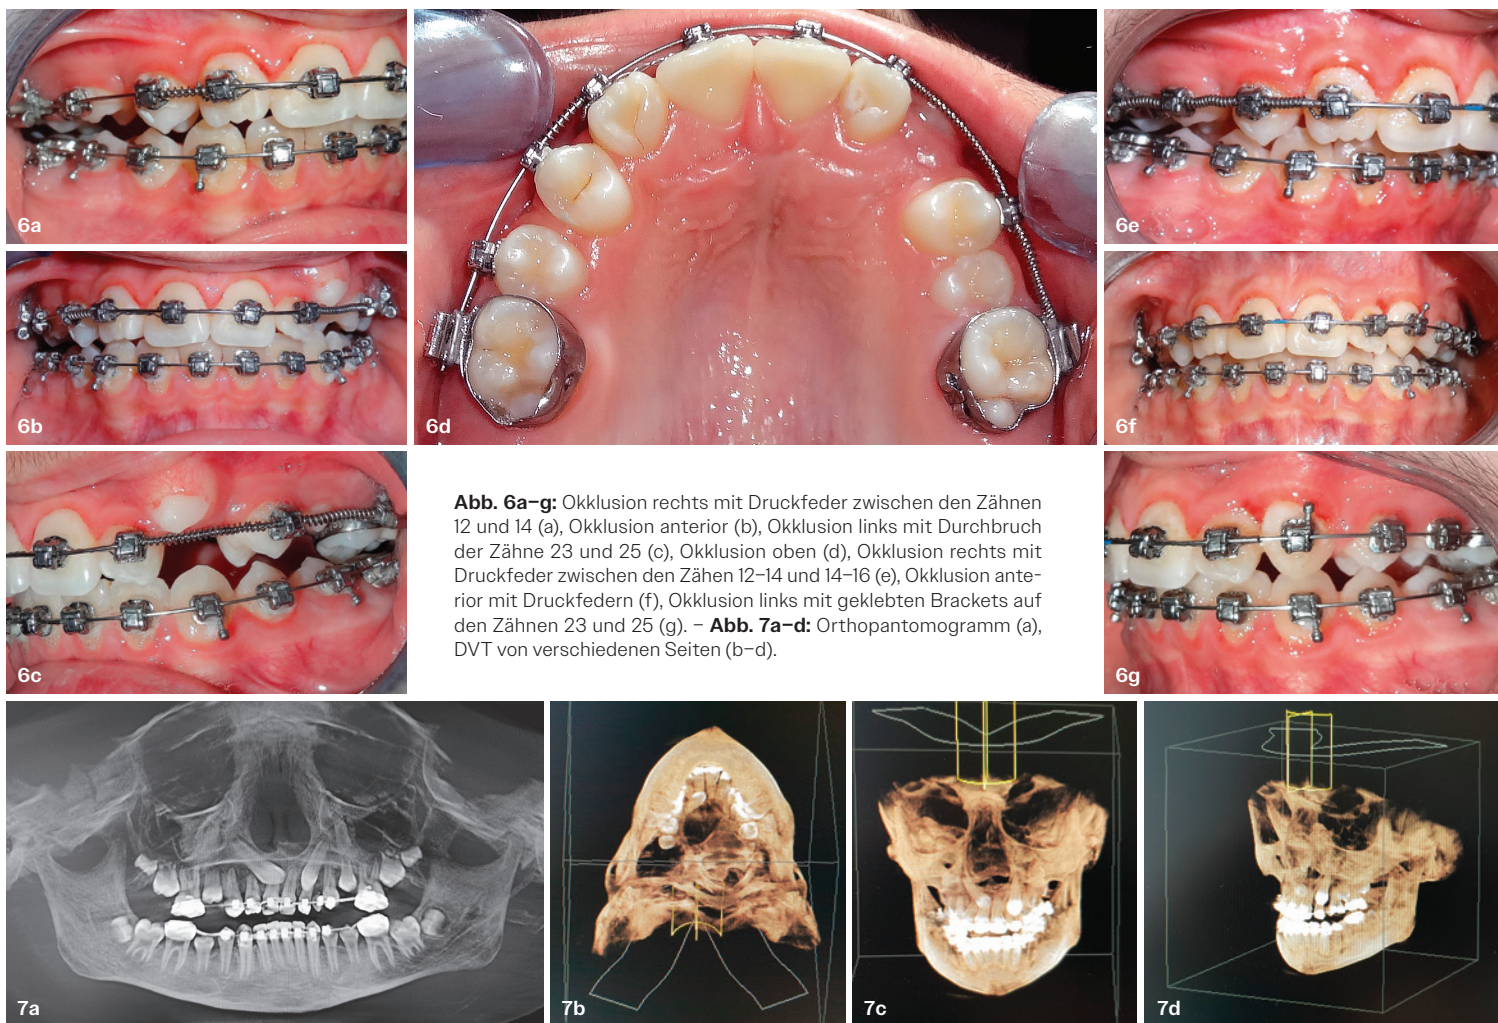 6a
6b
6c
6d
6e
6f
6g
Abb. 6a–g: Okklusion rechts mit Druckfeder zwischen den Zähnen
12 und 14 (a), Okklusion anterior (b), Okklusion links mit Durchbruch
der Zähne 23 und 25 (c), Okklusion oben (d), Okklusion rechts mit
Druckfeder zwischen den Zähen 12–14 und 14–16 (e), Okklusion ante-
rior mit Druckfedern (f), Okklusion links mit geklebten Brackets auf
den Zähnen 23 und 25 (g). – Abb. 7a–d: Orthopantomogramm (a),
DVT von verschiedenen Seiten (b–d).
7a
7b
7c
7d